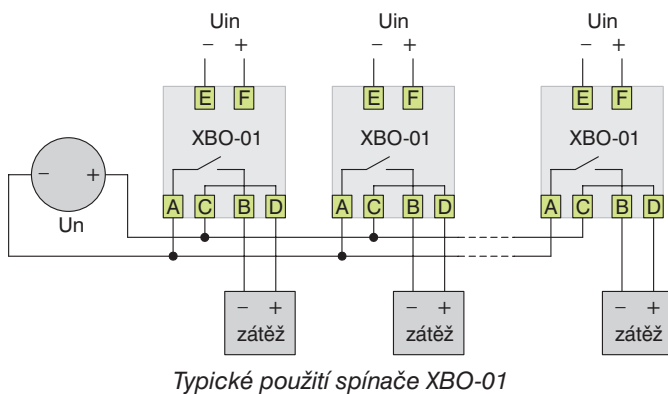 Uin Uin Uin
− + − + − +
E F E F E F
XBO-01 XBO-01 XBO-01
− +
Un
A C B D A C B D A C B D
− + − + − +
zátěž zátěž zátěž
Typické použití spínače XBO-01